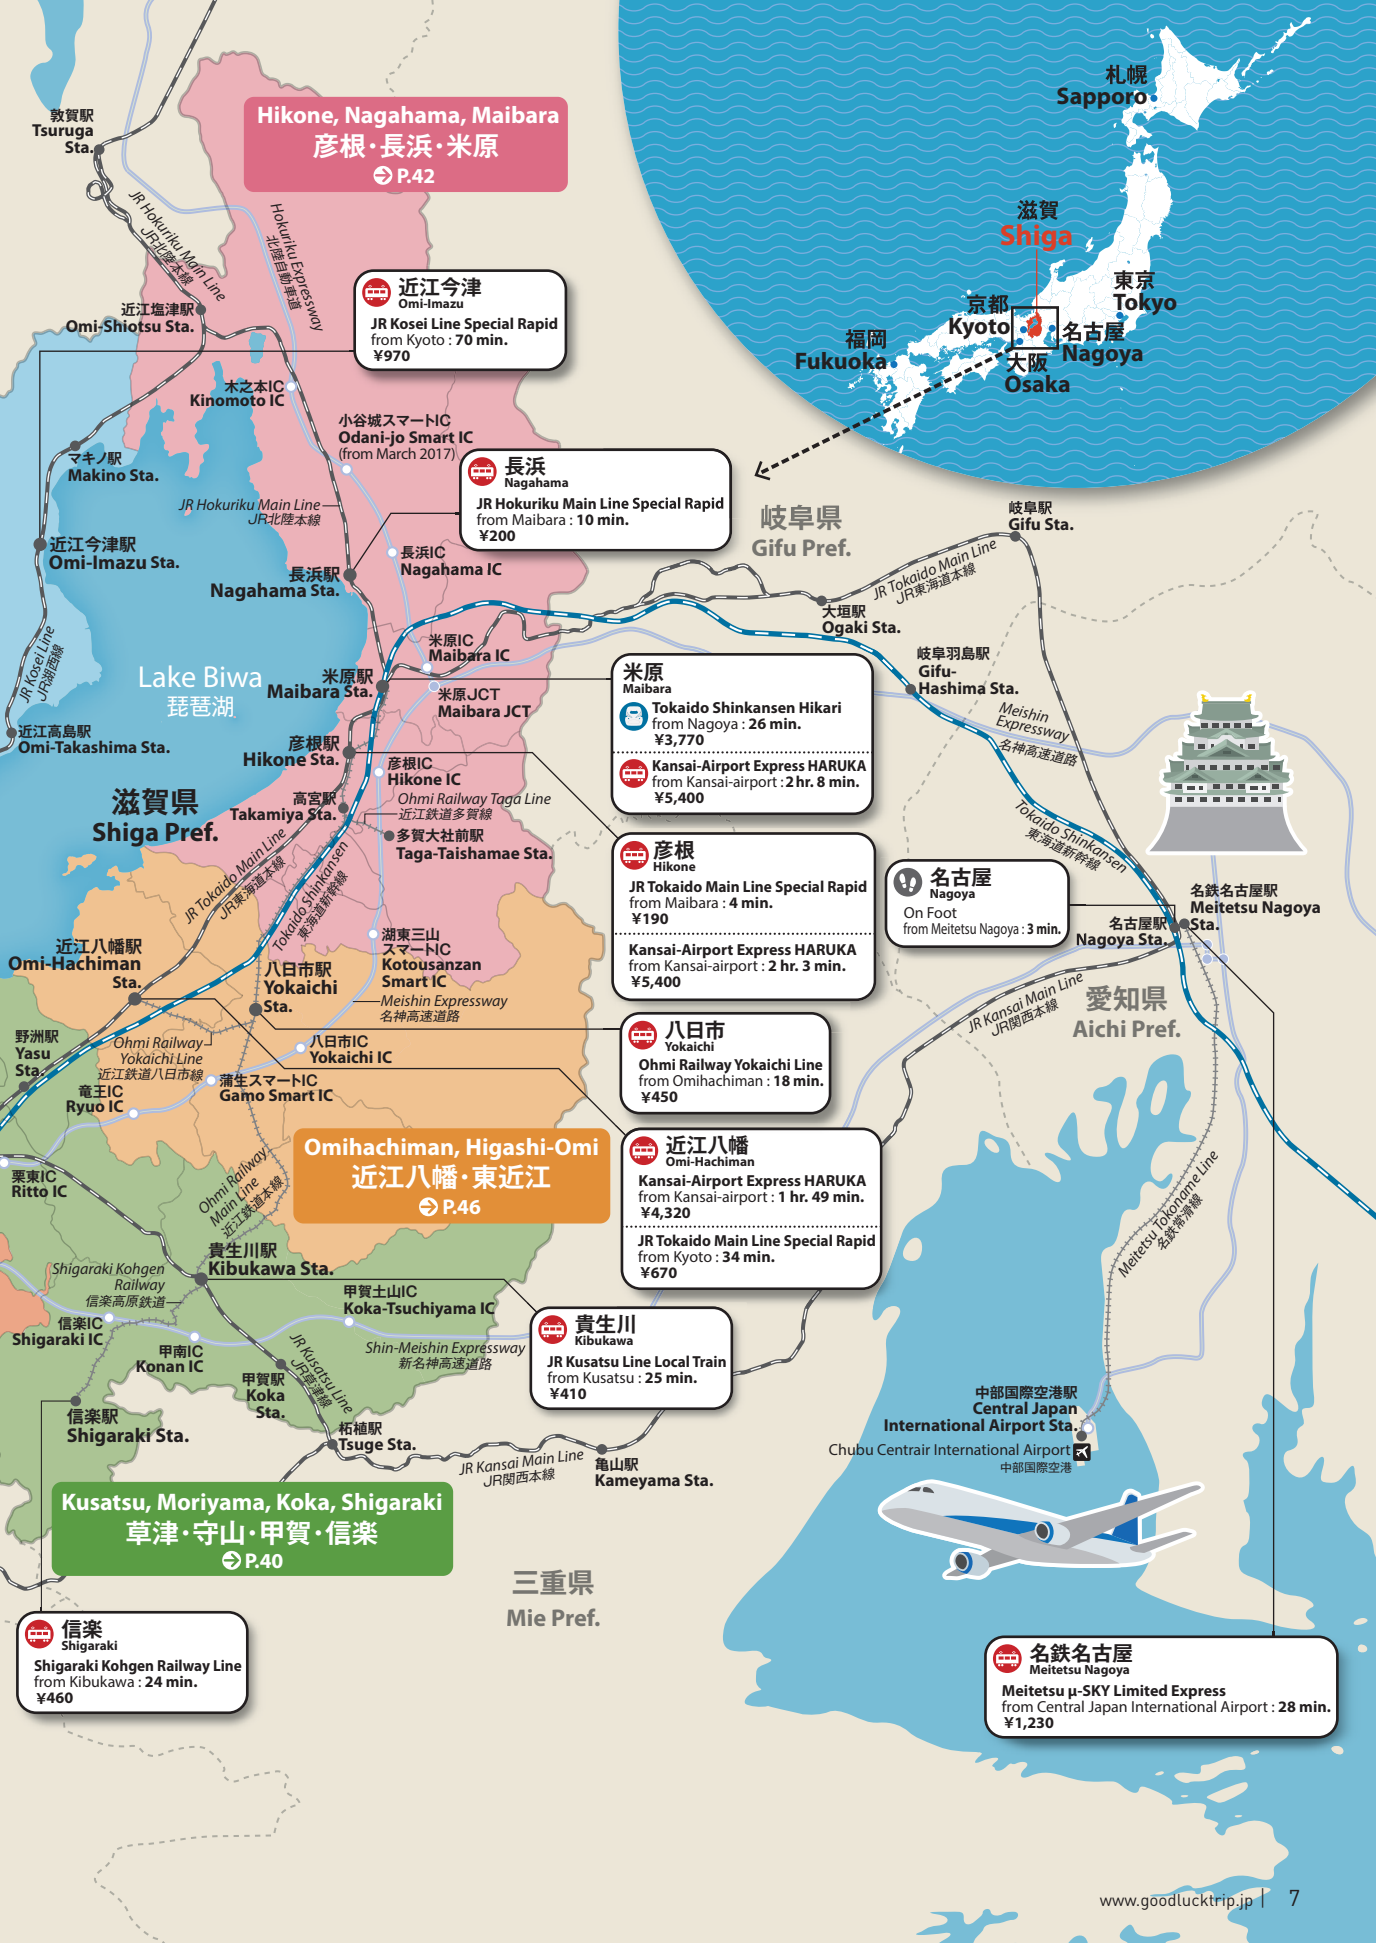 敦賀駅
Tsuruga
Sta.
Hikone, Nagahama, Maibara
彦根・長浜・米原
P.42
札幌
Sapporo
滋賀
Shiga
東京
Tokyo
京都
Kyoto
名古屋
Nagoya
福岡
Fukuoka
大阪
Osaka
JR Hokuriku Main Line
JR北陸本線
Hokuriku Expressway
北陸自動車道
近江塩津駅
Omi-Shiotsu Sta.
近江今津
Omi-Imazu
JR Kosei Line Special Rapid
from Kyoto : 70 min.
¥970
木之本IC
Kinomoto IC
小谷城スマートIC
Odani-jo Smart IC
(from March 2017)
マキノ駅
Makino Sta.
長浜
Nagahama
JR Hokuriku Main Line Special Rapid
from Maibara : 10 min.
¥200
JR Hokuriku Main Line
JR北陸本線
岐阜県
Gifu Pref.
岐阜駅
Gifu Sta.
近江今津駅
Omi-Imazu Sta.
長浜IC
Nagahama IC
長浜駅
Nagahama Sta.
JR Tokaido Main Line
JR東海道本線
大垣駅
Ogaki Sta.
JR Kosei Line
JR湖西線
Lake Biwa
琵琶湖
米原IC
Maibara IC
米原駅
Maibara Sta.
米原JCT
Maibara JCT
米原
Maibara
Tokaido Shinkansen Hikari
from Nagoya : 26 min.
¥3,770
Kansai-Airport Express HARUKA
from Kansai-airport : 2 hr. 8 min.
¥5,400
岐阜羽島駅
Gifu-
Hashima Sta.
Meishin
Expressway
名神高速道路
近江高島駅
Omi-Takashima Sta.
彦根駅
Hikone Sta.
彦根IC
Hikone IC
滋賀県
Shiga Pref.
高宮駅
Takamiya Sta.
Ohmi Railway Taga Line
近江鉄道多賀線
多賀大社前駅
Taga-Taishamae Sta.
Tokaido Shinkansen
東海道新幹線
彦根
Hikone
JR Tokaido Main Line Special Rapid
from Maibara : 4 min.
¥190
Kansai-Airport Express HARUKA
from Kansai-airport : 2 hr. 3 min.
¥5,400
JR Tokaido Main Line
JR東海道本線
Tokaido Shinkansen
東海道新幹線
名古屋
Nagoya
On Foot
from Meitetsu Nagoya : 3 min.
名鉄名古屋駅
Meitetsu Nagoya
Sta.
名古屋駅
Nagoya Sta.
近江八幡駅
Omi-Hachiman
Sta.
湖東三山
スマートIC
Kotousanzan
Smart IC
八日市駅
Yokaichi
Sta.
Meishin Expressway
名神高速道路
JR Kansai Main Line
JR関西本線
愛知県
Aichi Pref.
野洲駅
Yasu
Sta.
Ohmi Railway
Yokaichi Line
近江鉄道八日市線
八日市IC
Yokaichi IC
八日市
Yokaichi
Ohmi Railway Yokaichi Line
from Omihachiman : 18 min.
¥450
竜王IC
Ryuo IC
蒲生スマートIC
Gamo Smart IC
Omihachiman, Higashi-Omi
近江八幡・東近江
P.46
近江八幡
Omi-Hachiman
Kansai-Airport Express HARUKA
from Kansai-airport : 1 hr. 49 min.
¥4,320
JR Tokaido Main Line Special Rapid
from Kyoto : 34 min.
¥670
栗東IC
Ritto IC
Ohmi Railway
Main Line
近江鉄道本線
Meitetsu Tokoname Line
名鉄常滑線
貴生川駅
Kibukawa Sta.
Shigaraki Kohgen
Railway
信楽高原鉄道
甲賀土山IC
Koka-Tsuchiyama IC
信楽IC
Shigaraki IC
甲南IC
Konan IC
JR Kusatsu Line
JR草津線
Shin-Meishin Expressway
新名神高速道路
貴生川
Kibukawa
JR Kusatsu Line Local Train
from Kusatsu : 25 min.
¥410
甲賀駅
Koka
Sta.
信楽駅
Shigaraki Sta.
柘植駅
Tsuge Sta.
JR Kansai Main Line
JR関西本線
亀山駅
Kameyama Sta.
中部国際空港駅
Central Japan
International Airport Sta.
Chubu Centrair International Airport
中部国際空港
Kusatsu, Moriyama, Koka, Shigaraki
草津・守山・甲賀・信楽
P.40
三重県
Mie Pref.
信楽
Shigaraki
Shigaraki Kohgen Railway Line
from Kibukawa : 24 min.
¥460
名鉄名古屋
Meitetsu Nagoya
Meitetsu μ-SKY Limited Express
from Central Japan International Airport : 28 min.
¥1,230
www.goodlucktrip.jp | 7